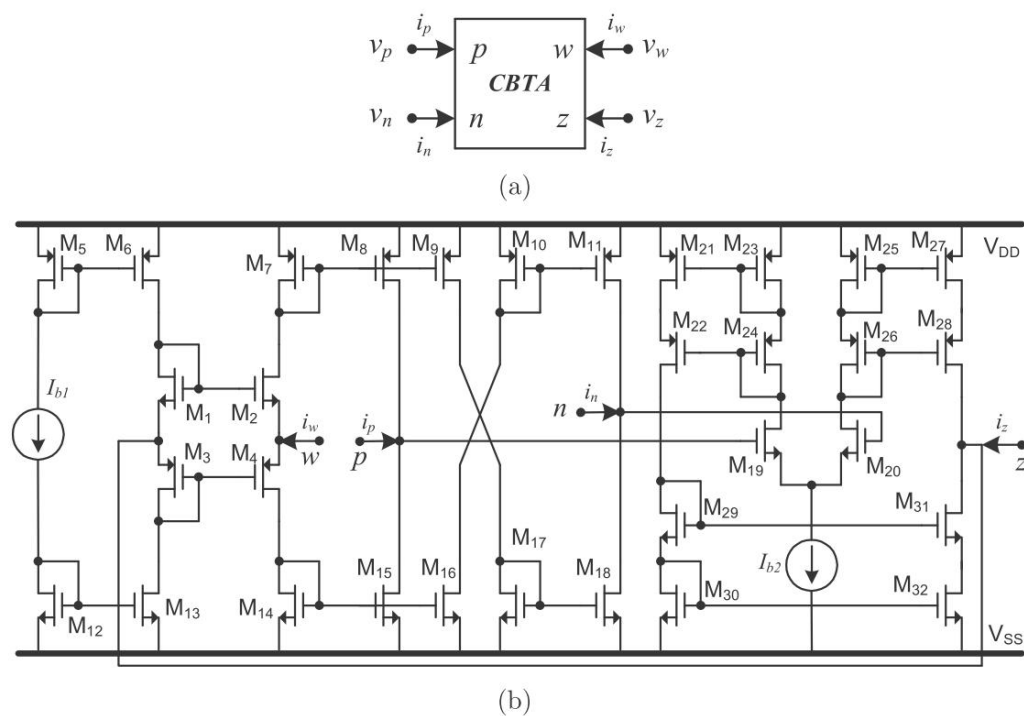 i_p i_w
v_p p w v_w
CBTA
v_n n z v_z
i_n i_z
(a)
M5 M6 M7 M8 M9 M10 M11 M21 M23 M25 M27 V_DD
M22 M24 M26 M28
I_b1 M1 M2 i_w i_p n i_n i_z
M3 M4 w p M19 M20 z
M29 M31
M17
M12 M13 M14 M15 M16 M18 M30 I_b2 M32
V_SS
(b)